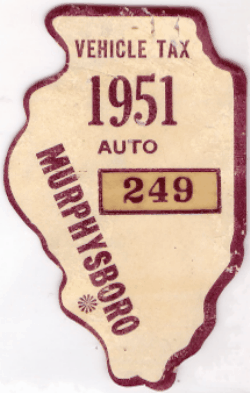 VEHICLE TAX
1951
AUTO
249
MURPHYSBORO